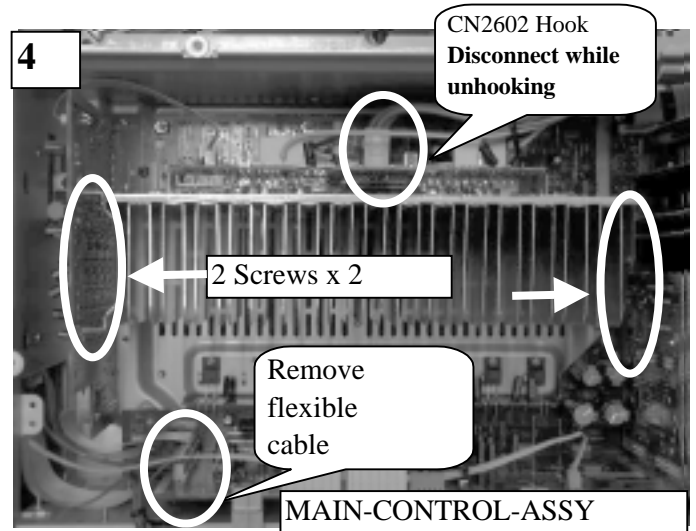 4
CN2602 Hook
Disconnect while
unhooking
2 Screws x 2
Remove
flexible
cable
MAIN-CONTROL-ASSY